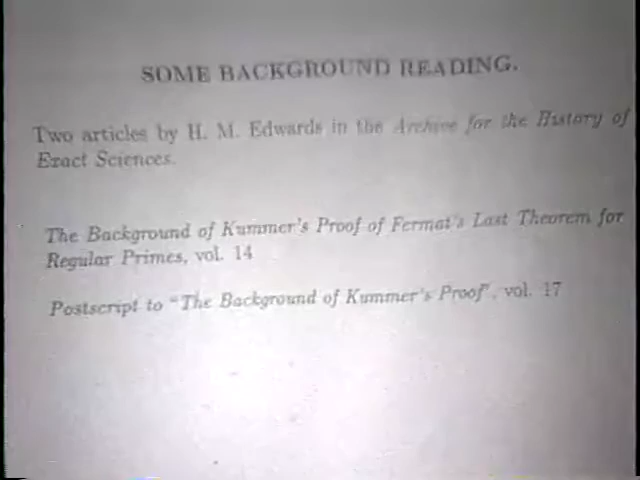 SOME BACKGROUND READING.
Two articles by H. M. Edwards in the Archive for the History of
Exact Sciences.
The Background of Kummer's Proof of Fermat's Last Theorem for
Regular Primes, vol. 14
Postscript to "The Background of Kummer's Proof", vol. 17